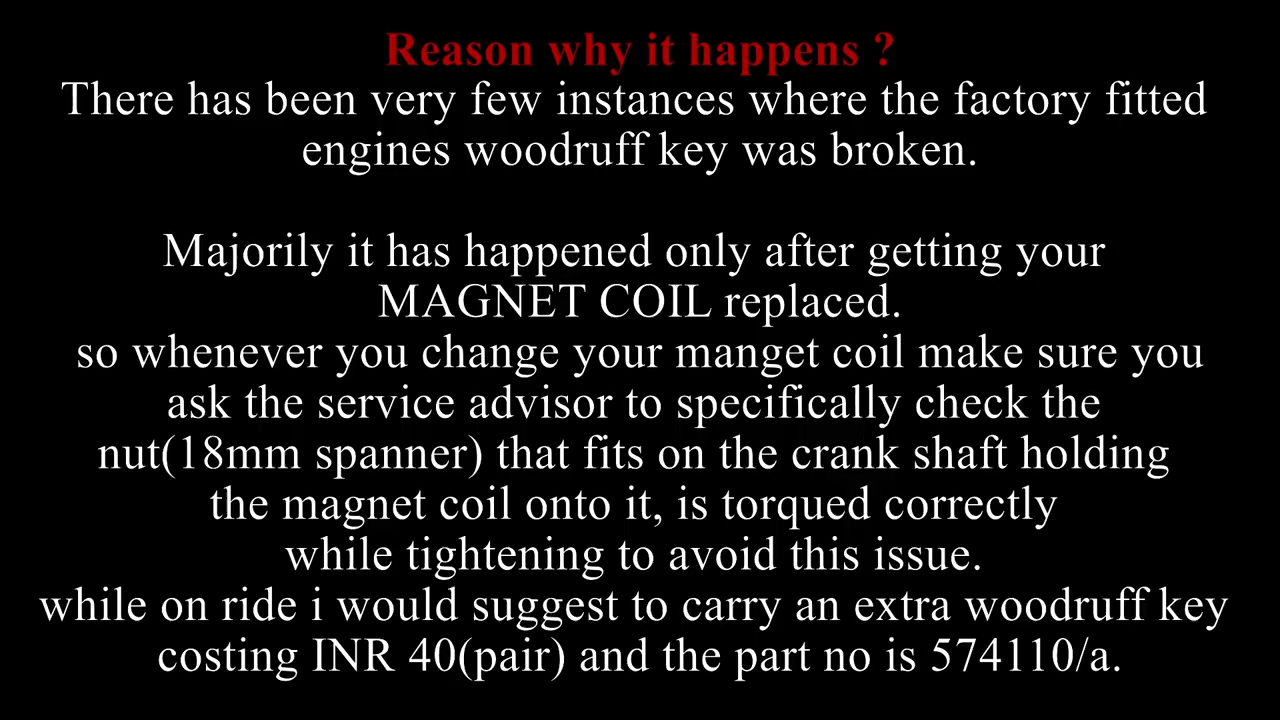 Reason why it happens ?
There has been very few instances where the factory fitted
engines woodruff key was broken.
Majorily it has happened only after getting your
MAGNET COIL replaced.
so whenever you change your manget coil make sure you
ask the service advisor to specifically check the
nut(18mm spanner) that fits on the crank shaft holding
the magnet coil onto it, is torqued correctly
while tightening to avoid this issue.
while on ride i would suggest to carry an extra woodruff key
costing INR 40(pair) and the part no is 574110/a.